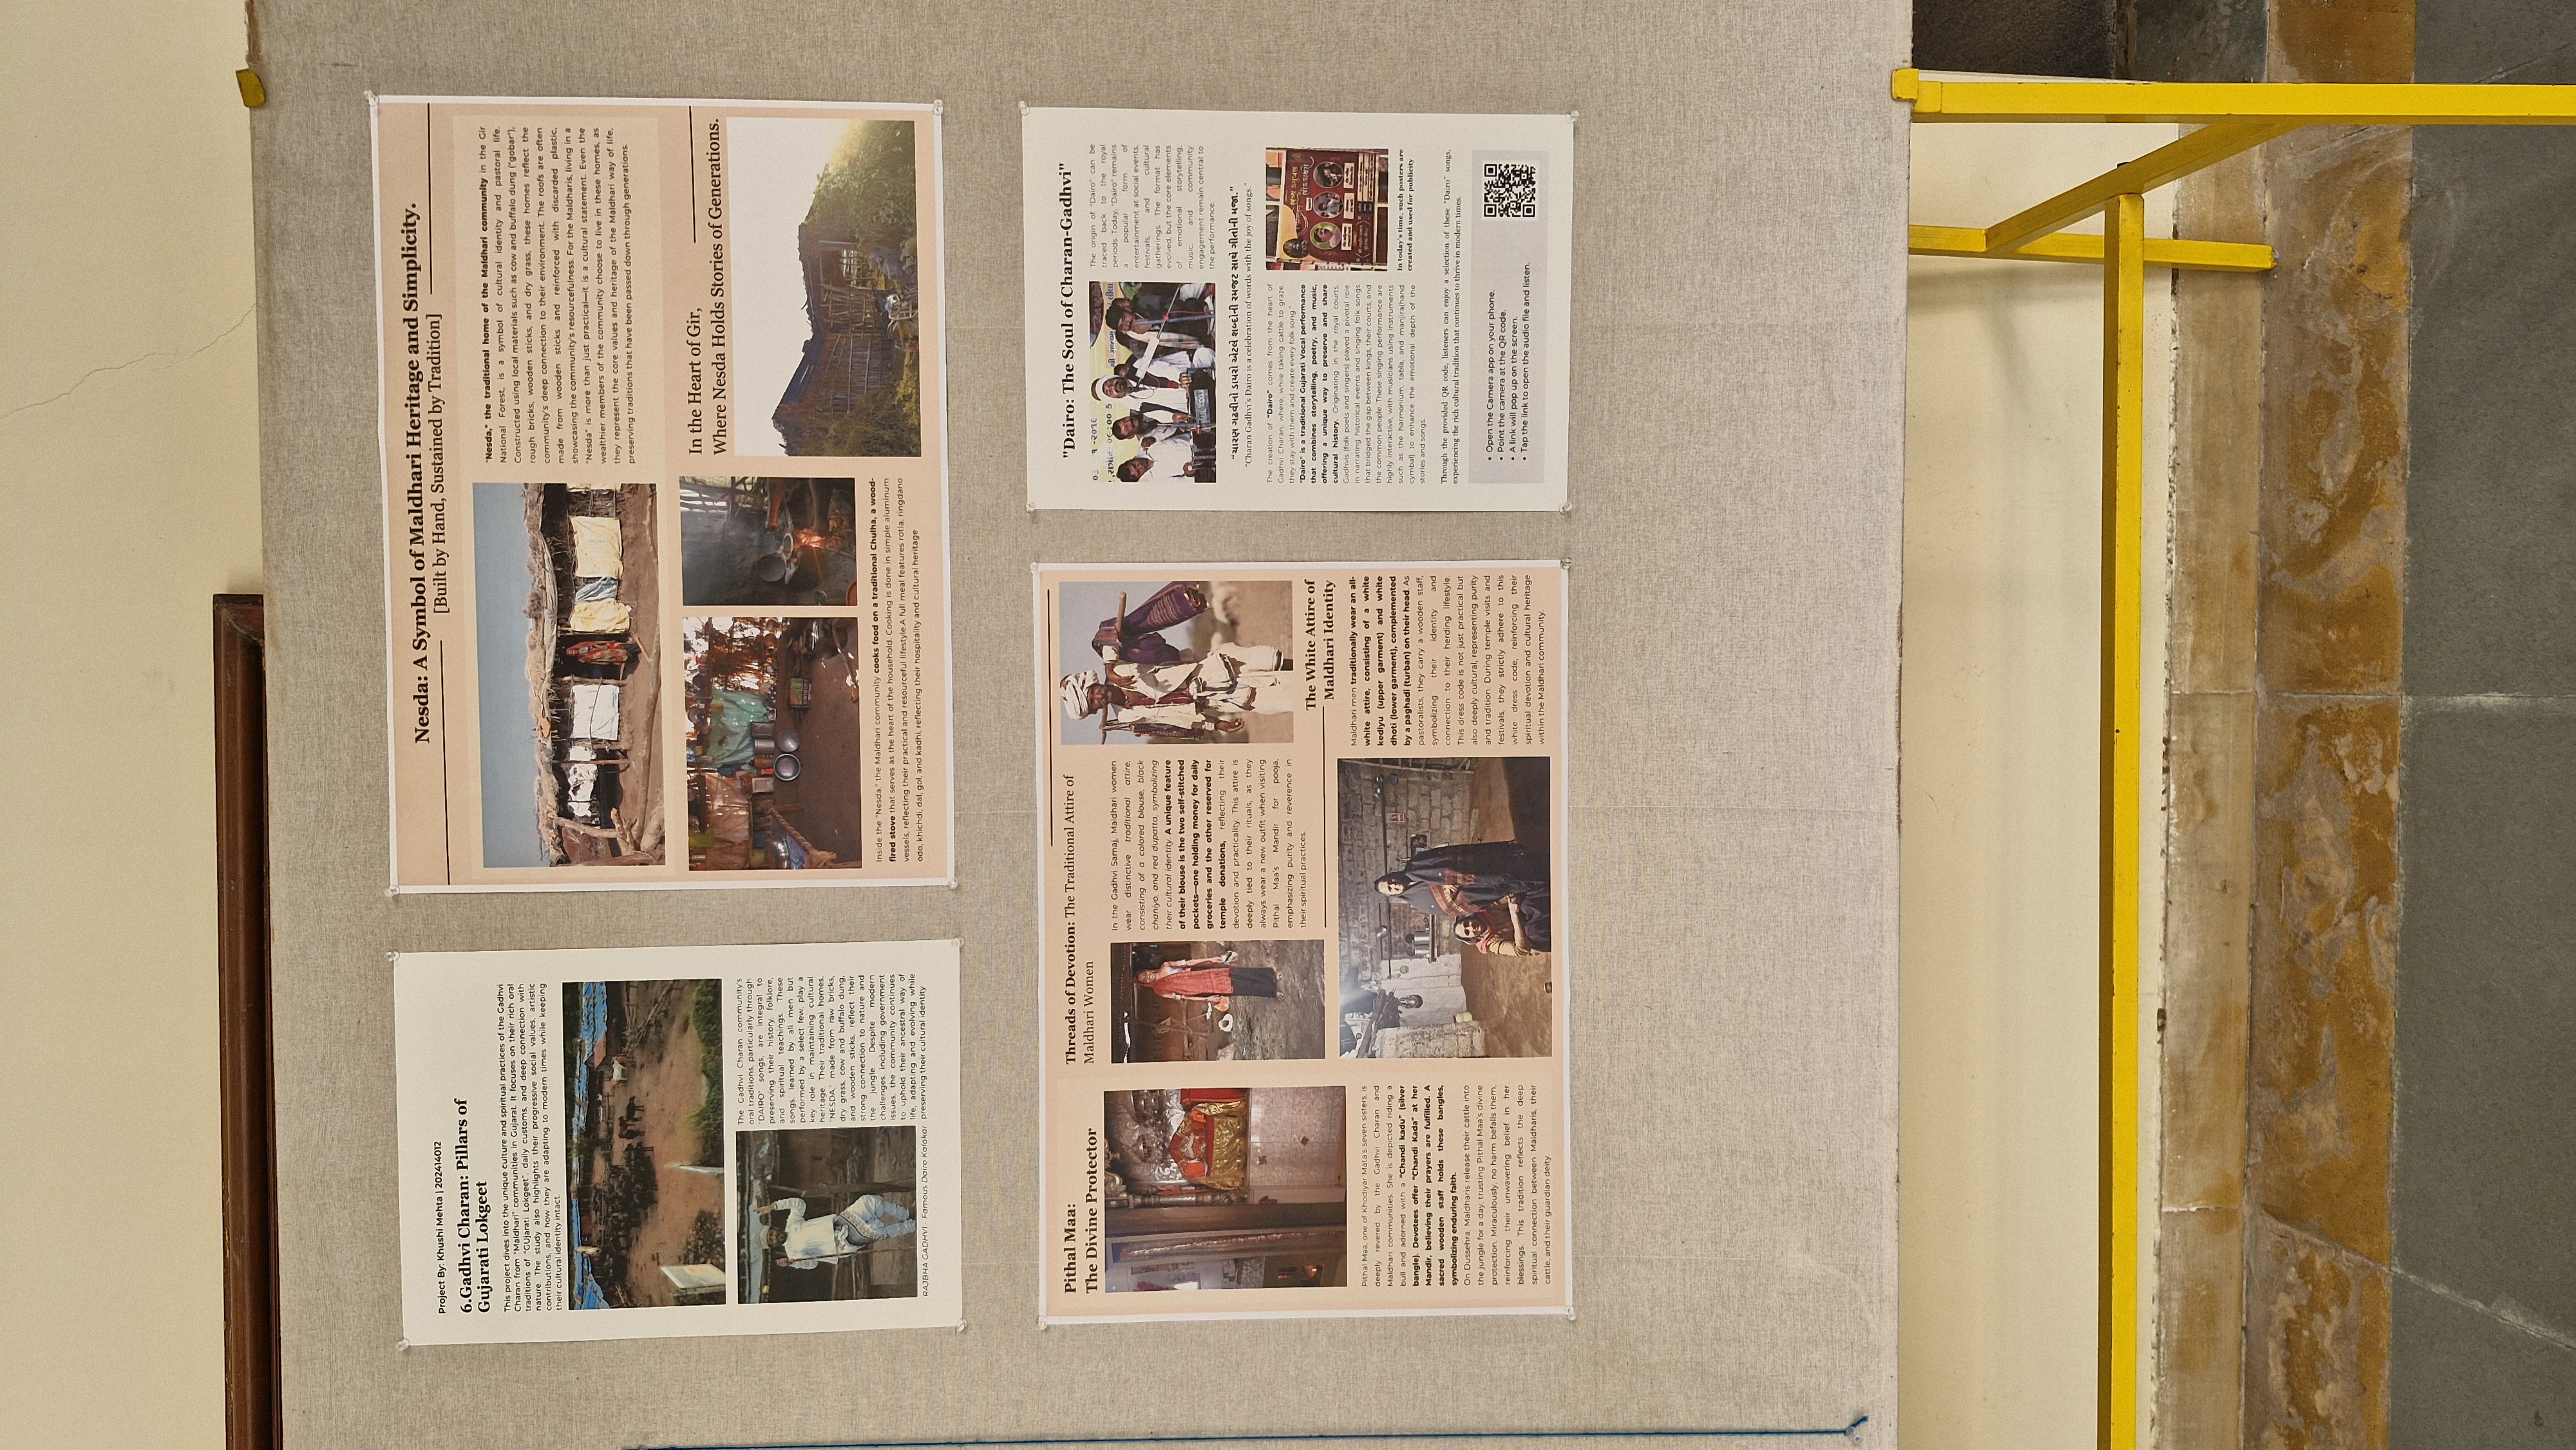 Project By: Khushi Mehta | 202414012
6.Gadhvi Charan: Pillars of
Gujarati Lokgeet
This project dives into the unique culture and spiritual practices of the Gadhvi
Charan from "Maldhari" communities in Gujarat. It focuses on their rich oral
traditions of "GUjarati Lokgeet", daily customs, and deep connection with
nature. The study also highlights their progressive social values, artistic
contributions, and how they are adapting to modern times while keeping
their cultural identity intact.
The Gadhvi Charan community's
oral traditions, particularly through
"DAIRO" songs, are integral to
preserving their history, folklore,
and spiritual teachings. These
songs, learned by all men but
performed by a select few, play a
key role in maintaining cultural
heritage. Their traditional homes,
"NESDA," made from raw bricks,
dry grass, cow and buffalo dung,
and wooden sticks, reflect their
strong connection to nature and
the jungle. Despite modern
challenges, including government
issues, the community continues
to uphold their ancestral way of
life, adapting and evolving while
preserving their cultural identity
RAJBHA GADHVI - Famous Dairo Kalakar
Nesda: A Symbol of Maldhari Heritage and Simplicity.
[Built by Hand, Sustained by Tradition]
"Nesda," the traditional home of the Maldhari community in the Gir
National Forest, is a symbol of cultural identity and pastoral life.
Constructed using local materials such as cow and buffalo dung ("gobar"),
rough bricks, wooden sticks, and dry grass, these homes reflect the
community's deep connection to their environment. The roofs are often
made from wooden sticks and reinforced with discarded plastic,
showcasing the community's resourcefulness. For the Maldharis, living in a
"Nesda" is more than just practical—it is a cultural statement. Even the
wealthier members of the community choose to live in these homes, as
they represent the core values and heritage of the Maldhari way of life,
preserving traditions that have been passed down through generations.
In the Heart of Gir,
Where Nesda Holds Stories of Generations.
Inside the "Nesda," the Maldhari community cooks food on a traditional Chulha, a wood-
fired stove that serves as the heart of the household. Cooking is done in simple aluminum
vessels, reflecting their practical and resourceful lifestyle.A full meal features rotla, ringdano
odo, khichdi, dal, gol, and kadhi, reflecting their hospitality and cultural heritage
Pithal Maa:
The Divine Protector
Pithal Maa, one of Khodiyar Mata's seven sisters, is
deeply revered by the Gadhvi Charan and
Maldhari communities. She is depicted riding a
bull and adorned with a "Chandi kadu" (silver
bangle). Devotees offer "Chandi Kada" at her
Mandir, believing their prayers are fulfilled. A
sacred wooden staff holds these bangles,
symbolizing enduring faith.
On Dussehra, Maldharis release their cattle into
the jungle for a day, trusting Pithal Maa's divine
protection. Miraculously, no harm befalls them,
reinforcing their unwavering belief in her
blessings. This tradition reflects the deep
spiritual connection between Maldharis, their
cattle, and their guardian deity.
Threads of Devotion: The Traditional Attire of
Maldhari Women
In the Gadhvi Samaj, Maldhari women
wear distinctive traditional attire,
consisting of a colored blouse, black
chaniyo, and red dupatta, symbolizing
their cultural identity. A unique feature
of their blouse is the two self-stitched
pockets—one holding money for daily
groceries and the other reserved for
temple donations, reflecting their
devotion and practicality. This attire is
deeply tied to their rituals, as they
always wear a new outfit when visiting
Pithal Maa's Mandir for pooja,
emphasizing purity and reverence in
their spiritual practices.
The White Attire of
Maldhari Identity
Maldhari men traditionally wear an all-
white attire, consisting of a white
kediyu (upper garment) and white
dhoti (lower garment), complemented
by a paghadi (turban) on their head. As
pastoralists, they carry a wooden staff,
symbolizing their identity and
connection to their herding lifestyle.
This dress code is not just practical but
also deeply cultural, representing purity
and tradition. During temple visits and
festivals, they strictly adhere to this
white dress code, reinforcing their
spiritual devotion and cultural heritage
within the Maldhari community.
"Dairo: The Soul of Charan-Gadhvi"
The origin of "Dairo" can be
traced back to the royal
periods. Today, "Dairo" remains
a popular form of
entertainment at social events,
festivals, and cultural
gatherings. The format has
evolved, but the core elements
of emotional storytelling,
music, and community
engagement remain central to
the performance.
"ચારણ ગઢવીનો ડાયરો એટલે શબ્દોની રમજટ સાથે ગીતોની મજા."
"Charan Gadhvi's Dairo is a celebration of words with the joy of songs."
The creation of "Dairo" comes from the heart of
Gadhvi Charan, where, while taking cattle to graze,
they stay with them and create every folk song."
"Dairo" is a traditional Gujarati Vocal performance
that combines storytelling, poetry, and music,
offering a unique way to preserve and share
cultural history. Originating in the royal courts,
Gadhvis (folk poets and singers) played a pivotal role
in narrating historical events and singing folk songs
that bridged the gap between kings, their courts, and
the common people. These singing performance are
highly interactive, with musicians using instruments
such as the harmonium, tabla, and manjira(hand
cymbal) to enhance the emotional depth of the
stories and songs.
In today's time, such posters are
created and used for publicity
Through the provided QR code, listeners can enjoy a selection of these "Dairo" songs,
experiencing the rich cultural tradition that continues to thrive in modern times.
• Open the Camera app on your phone.
• Point the camera at the QR code.
• A link will pop up on the screen.
• Tap the link to open the audio file and listen.